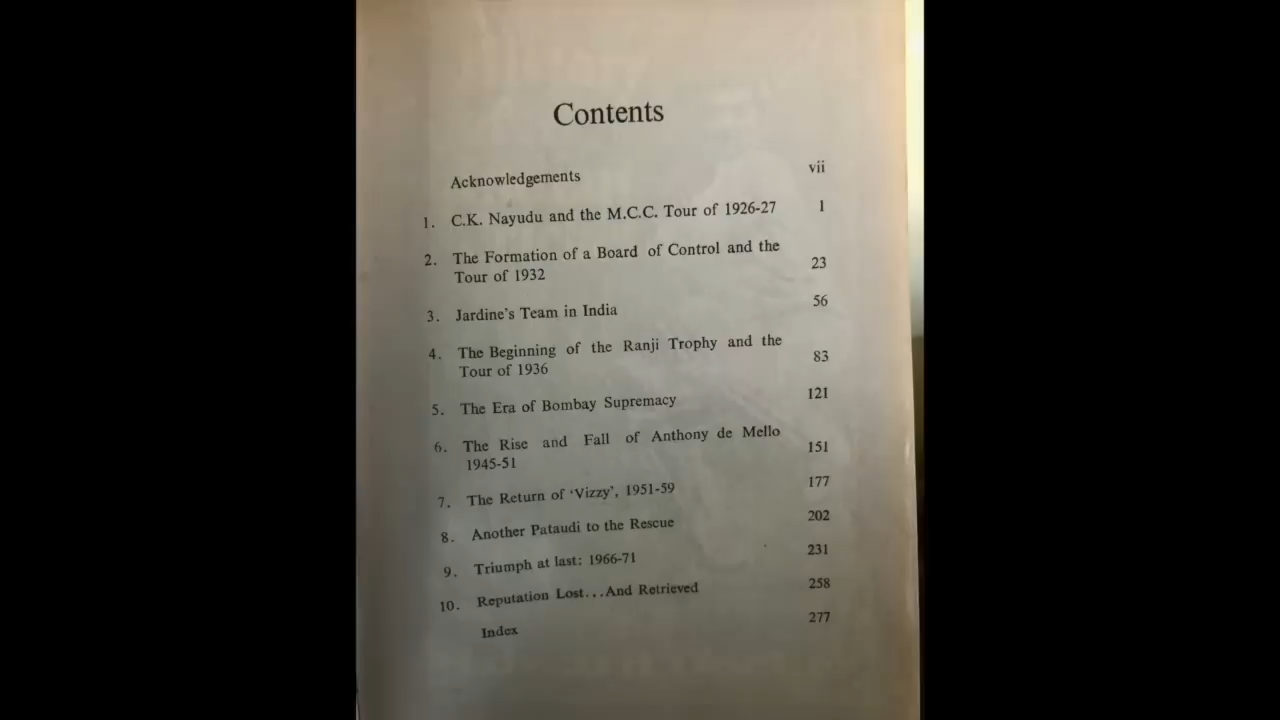 Contents
Acknowledgements vii
1. C.K. Nayudu and the M.C.C. Tour of 1926-27 1
2. The Formation of a Board of Control and the
Tour of 1932 23
3. Jardine's Team in India 56
4. The Beginning of the Ranji Trophy and the
Tour of 1936 83
5. The Era of Bombay Supremacy 121
6. The Rise and Fall of Anthony de Mello
1945-51 151
7. The Return of 'Vizzy', 1951-59 177
8. Another Pataudi to the Rescue 202
9. Triumph at last: 1966-71 231
10. Reputation Lost...And Retrieved 258
Index 277